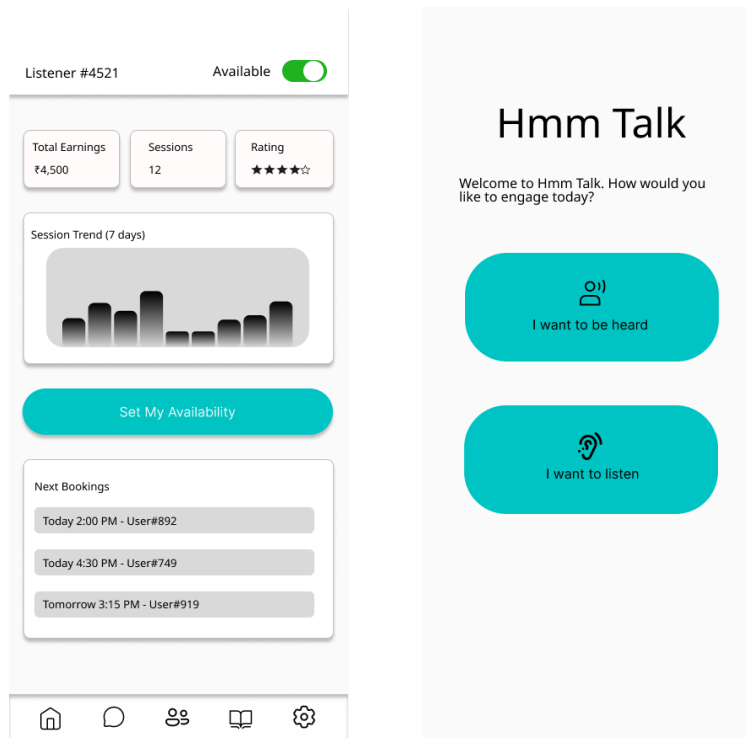 Listener #4521
Available
Total Earnings
₹4,500
Sessions
12
Rating
Session Trend (7 days)
Set My Availability
Next Bookings
Today 2:00 PM - User#892
Today 4:30 PM - User#749
Tomorrow 3:15 PM - User#919
Hmm Talk
Welcome to Hmm Talk. How would you
like to engage today?
I want to be heard
I want to listen